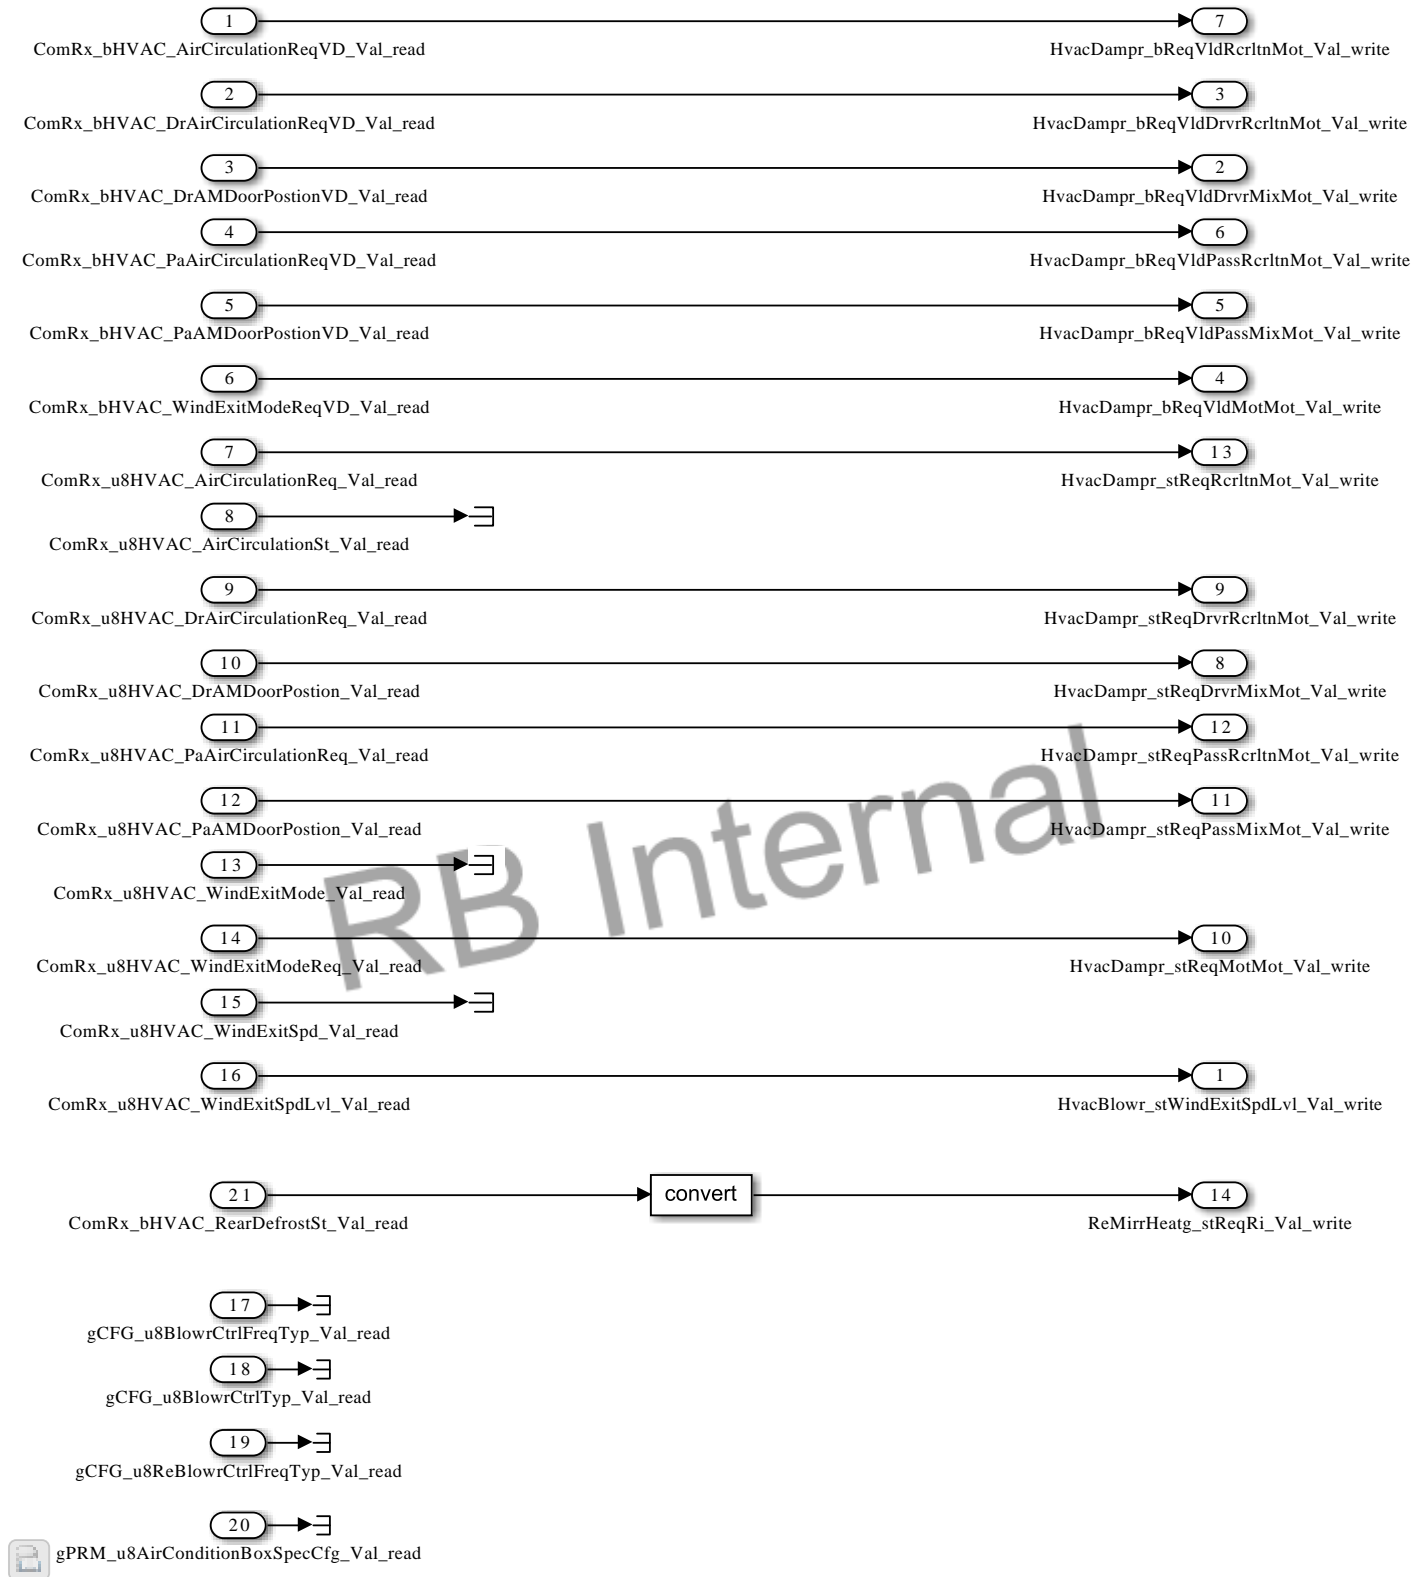 1 7
ComRx_bHVAC_AirCirculationReqVD_Val_read HvacDampr_bReqVldRcrltnMot_Val_write
2 3
ComRx_bHVAC_DrAirCirculationReqVD_Val_read HvacDampr_bReqVldDrvrRcrltnMot_Val_write
3 2
ComRx_bHVAC_DrAMDoorPostionVD_Val_read HvacDampr_bReqVldDrvrMixMot_Val_write
4 6
ComRx_bHVAC_PaAirCirculationReqVD_Val_read HvacDampr_bReqVldPassRcrltnMot_Val_write
5 5
ComRx_bHVAC_PaAMDoorPostionVD_Val_read HvacDampr_bReqVldPassMixMot_Val_write
6 4
ComRx_bHVAC_WindExitModeReqVD_Val_read HvacDampr_bReqVldMotMot_Val_write
7 13
ComRx_u8HVAC_AirCirculationReq_Val_read HvacDampr_stReqRcrltnMot_Val_write
8
ComRx_u8HVAC_AirCirculationSt_Val_read
9 9
ComRx_u8HVAC_DrAirCirculationReq_Val_read HvacDampr_stReqDrvrRcrltnMot_Val_write
10 8
ComRx_u8HVAC_DrAMDoorPostion_Val_read HvacDampr_stReqDrvrMixMot_Val_write
11 12
ComRx_u8HVAC_PaAirCirculationReq_Val_read HvacDampr_stReqPassRcrltnMot_Val_write
12 11
ComRx_u8HVAC_PaAMDoorPostion_Val_read HvacDampr_stReqPassMixMot_Val_write
RB Internal
13
ComRx_u8HVAC_WindExitMode_Val_read
14 10
ComRx_u8HVAC_WindExitModeReq_Val_read HvacDampr_stReqMotMot_Val_write
15
ComRx_u8HVAC_WindExitSpd_Val_read
16 1
ComRx_u8HVAC_WindExitSpdLvl_Val_read HvacBlowr_stWindExitSpdLvl_Val_write
21 convert 14
ComRx_bHVAC_RearDefrostSt_Val_read ReMirrHeatg_stReqRi_Val_write
17
gCFG_u8BlowrCtrlFreqTyp_Val_read
18
gCFG_u8BlowrCtrlTyp_Val_read
19
gCFG_u8ReBlowrCtrlFreqTyp_Val_read
20
gPRM_u8AirConditionBoxSpecCfg_Val_read